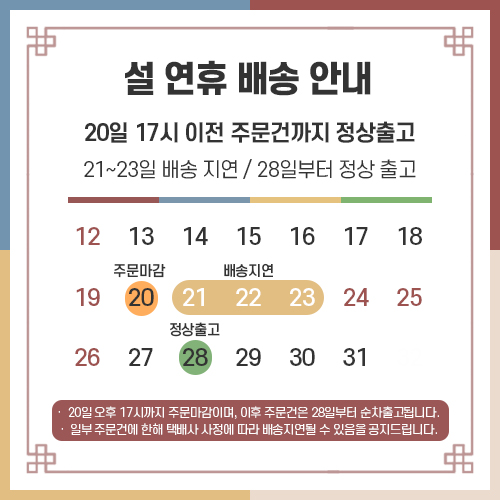 설 연휴 배송 안내
20일 17시 이전 주문건까지 정상출고
21~23일 배송 지연 / 28일부터 정상 출고
12 13 14 15 16 17 18
주문마감 배송지연
19 20 21 22 23 24 25
정상출고
26 27 28 29 30 31
· 20일 오후 17시까지 주문마감이며, 이후 주문건은 28일부터 순차출고됩니다.
· 일부 주문건에 한해 택배사 사정에 따라 배송지연될 수 있음을 공지드립니다.